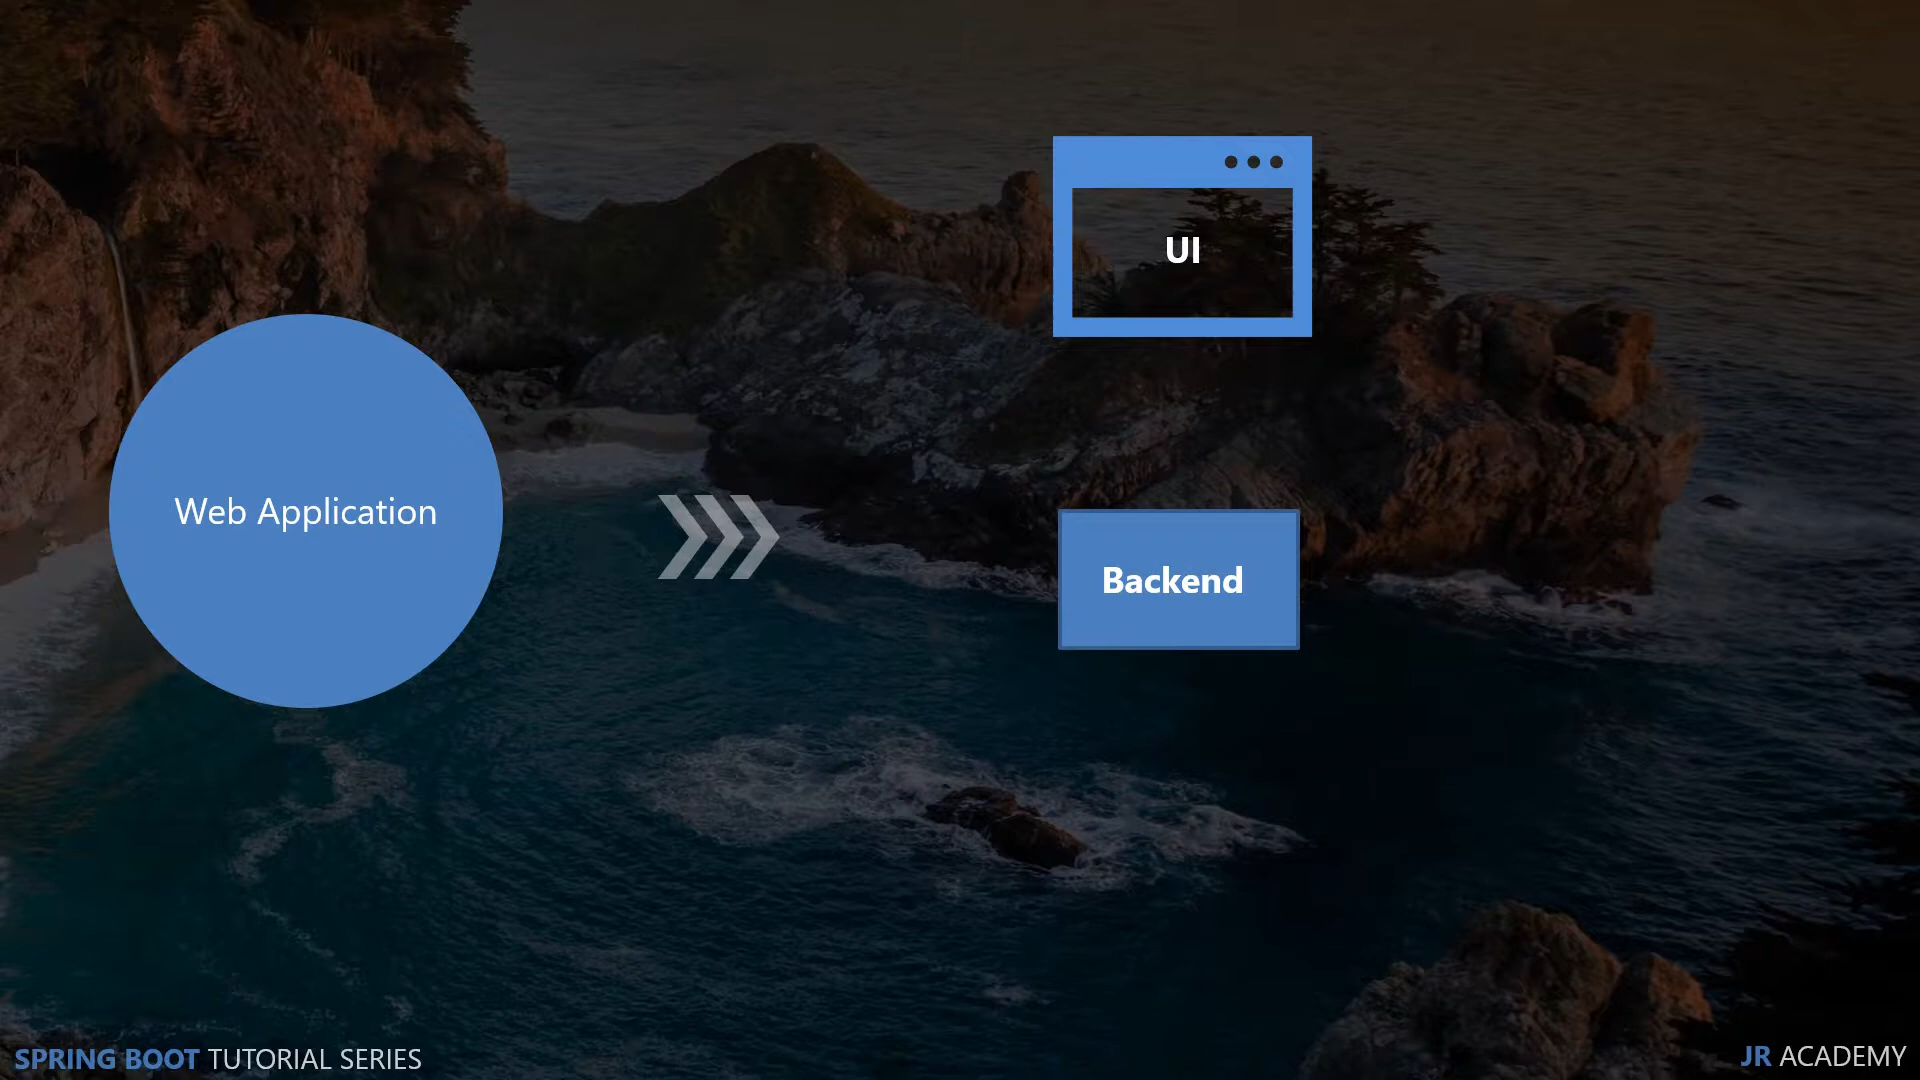 UI
Web Application
Backend
SPRING BOOT TUTORIAL SERIES
JR ACADEMY